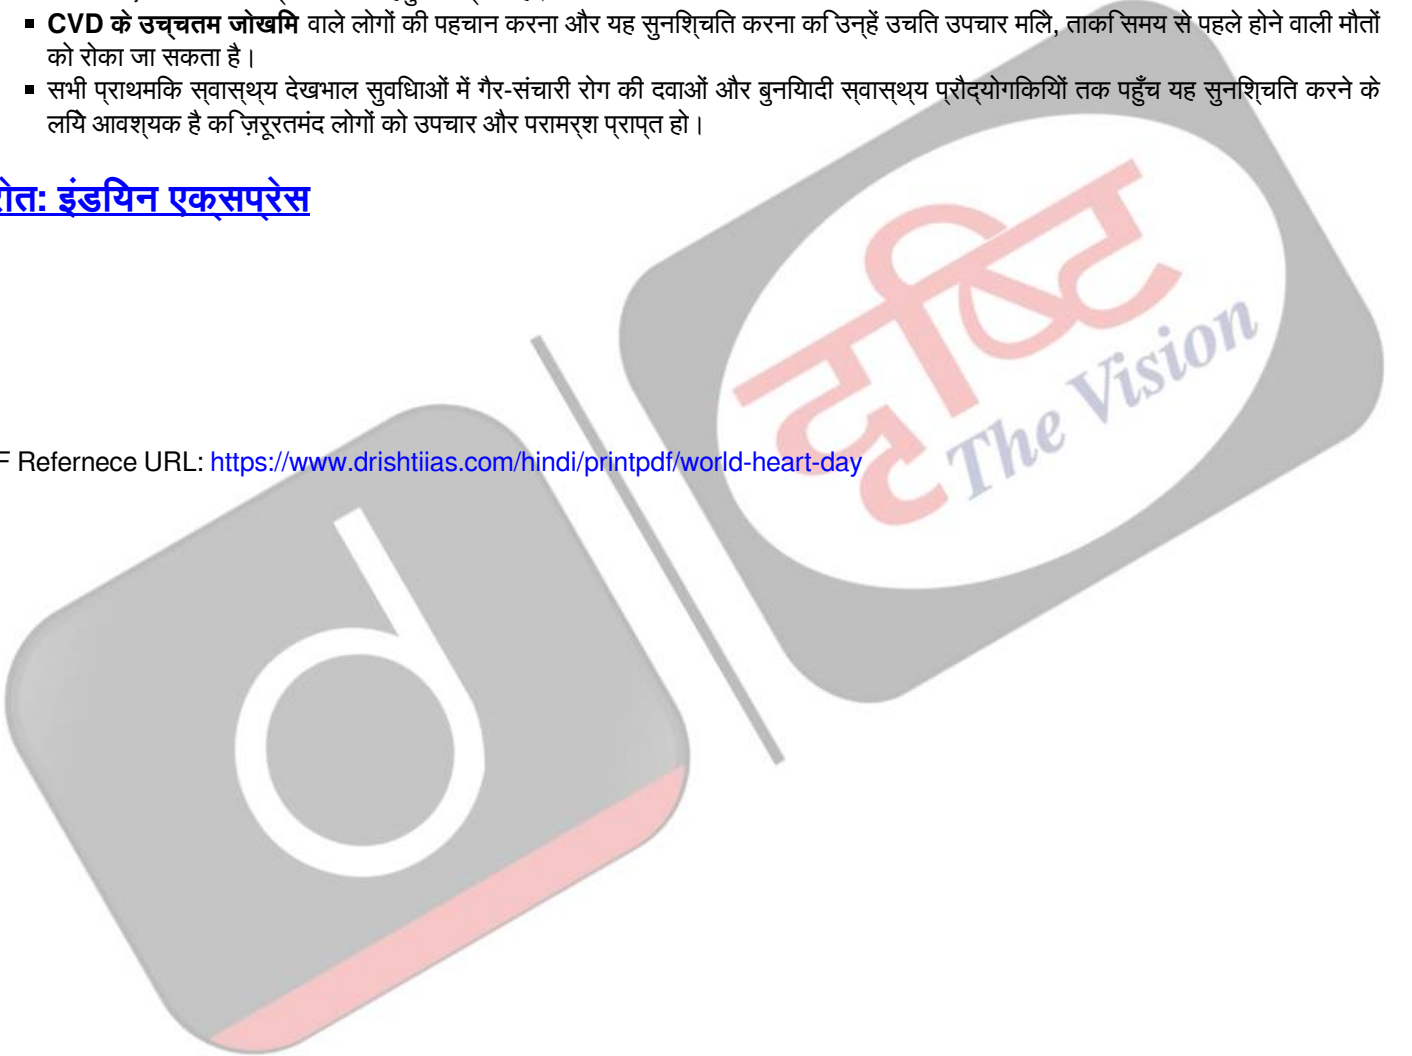 ▪ CVD के उच्चतम जोखिम वाले लोगों की पहचान करना और यह सुनिश्चित करना कि उन्हें उचित उपचार मिले, ताकि समय से पहले होने वाली मौतों
को रोका जा सकता है।
▪ सभी प्राथमिक स्वास्थ्य देखभाल सुविधाओं में गैर-संचारी रोग की दवाओं और बुनियादी स्वास्थ्य प्रौद्योगिकियों तक पहुँच यह सुनिश्चित करने के
लिये आवश्यक है कि ज़रूरतमंद लोगों को उपचार और परामर्श प्राप्त हो।
रोत: इंडियन एक्सप्रेस
दृष्टि
The Vision
F Refernece URL: https://www.drishtiias.com/hindi/printpdf/world-heart-day
d